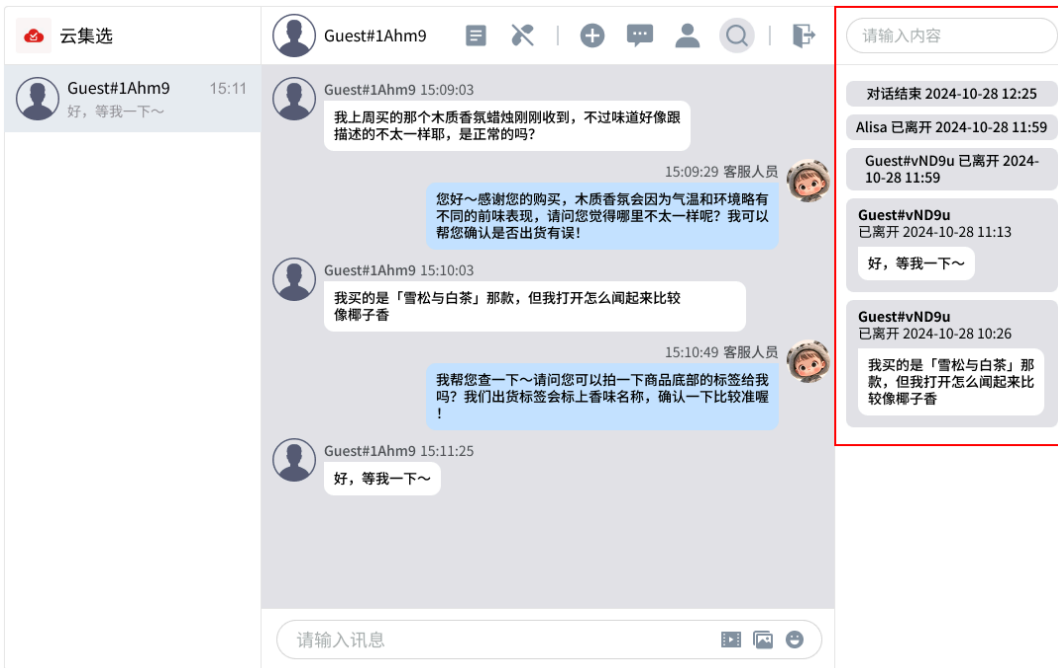 云集选
Guest#1Ahm9 15:11
好，等我一下～
Guest#1Ahm9
Guest#1Ahm9 15:09:03
我上周买的那个木质香氛蜡烛刚刚收到，不过味道好像跟
描述的不太一样耶，是正常的吗？
15:09:29 客服人员
您好～感谢您的购买，木质香氛会因为气温和环境略有
不同的前味表现，请问您觉得哪里不太一样呢？我可以
帮您确认是否出货有误！
Guest#1Ahm9 15:10:03
我买的是「雪松与白茶」那款，但我打开怎么闻起来比较
像椰子香
15:10:49 客服人员
我帮您查一下～请问您可以拍一下商品底部的标签给我
吗？我们出货标签会标上香味名称，确认一下比较准喔
！
Guest#1Ahm9 15:11:25
好，等我一下～
请输入讯息
请输入内容
对话结束 2024-10-28 12:25
Alisa 已离开 2024-10-28 11:59
Guest#vND9u 已离开 2024-
10-28 11:59
Guest#vND9u
已离开 2024-10-28 11:13
好，等我一下～
Guest#vND9u
已离开 2024-10-28 10:26
我买的是「雪松与白茶」那
款，但我打开怎么闻起来比
较像椰子香